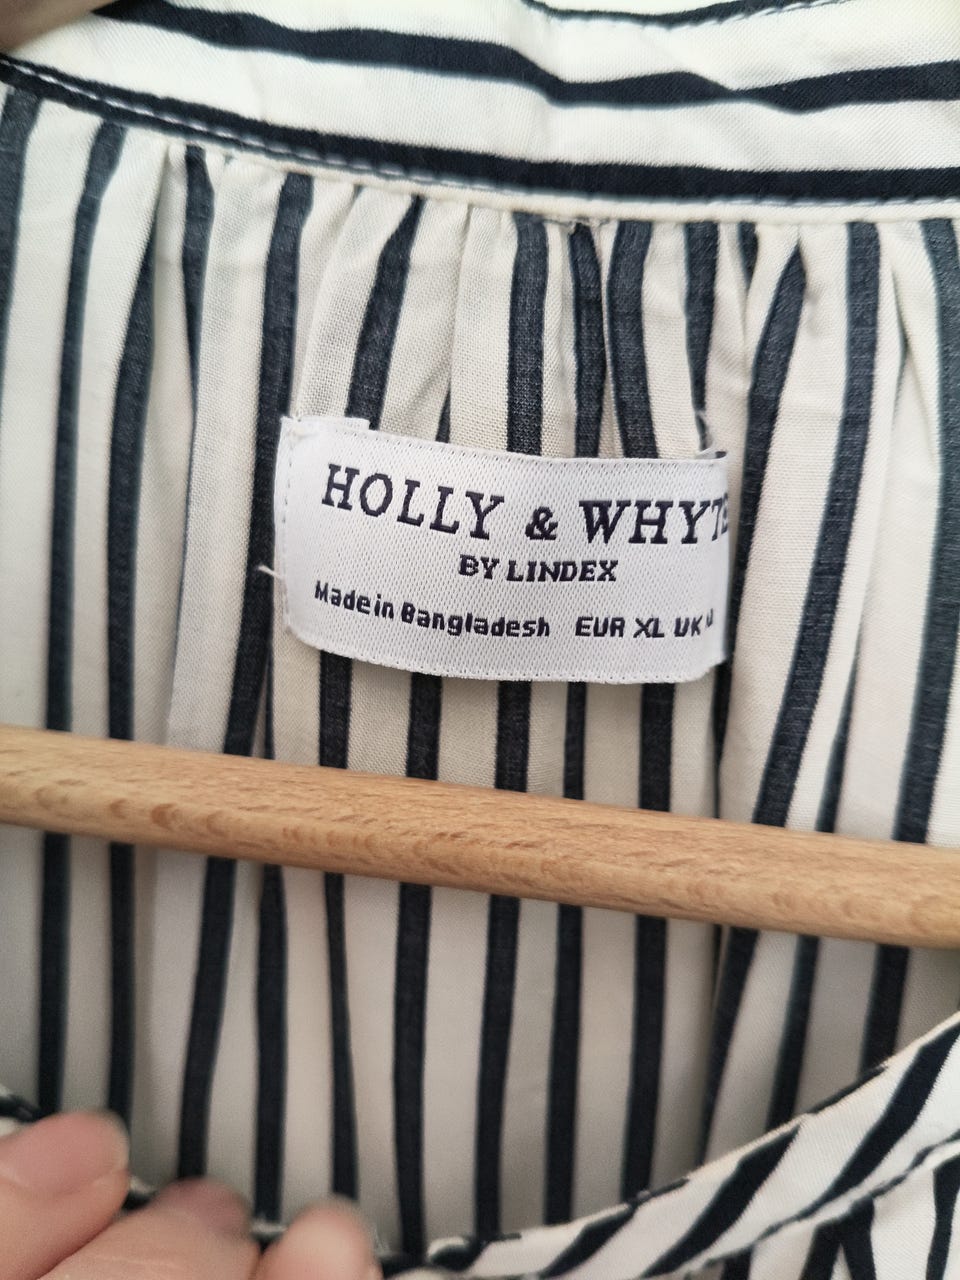 HOLLY & WHYTE
BY LINDEX
Made in Bangladesh EUR XL UK